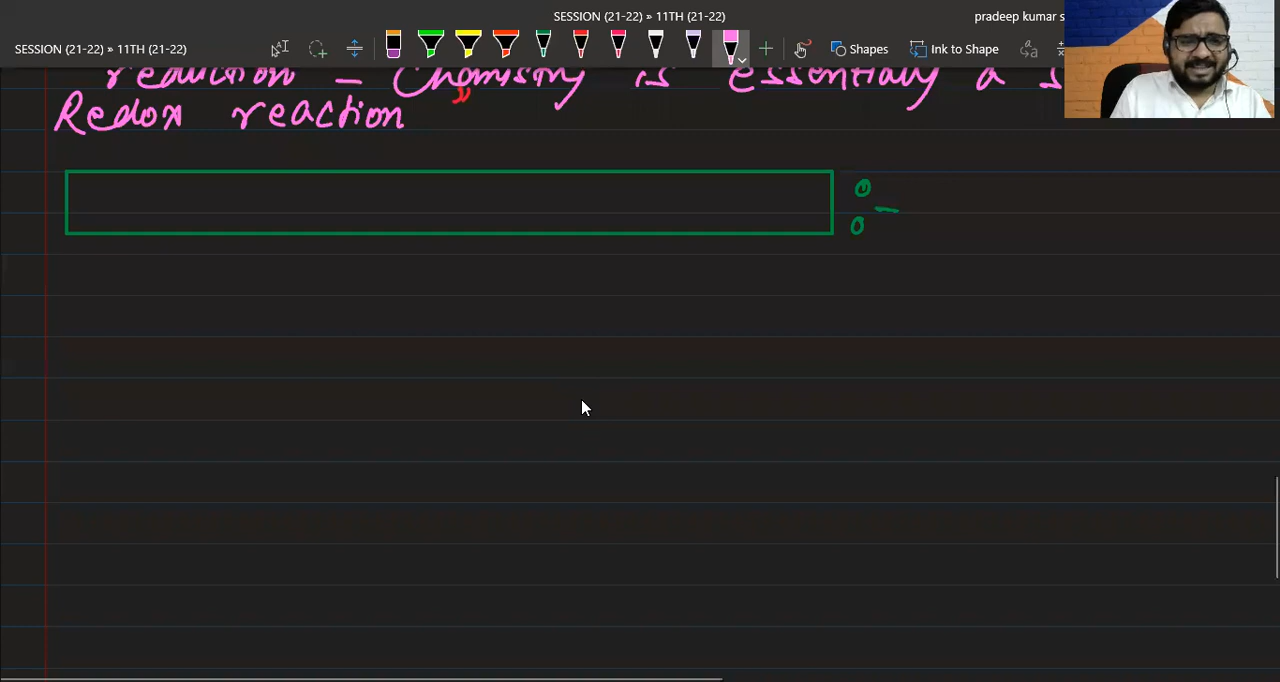 SESSION (21-22) » 11TH (21-22)
pradeep kumar s
SESSION (21-22) » 11TH (21-22)
Shapes
Ink to Shape
reduction – Chemistry is essentially a
Redox reaction